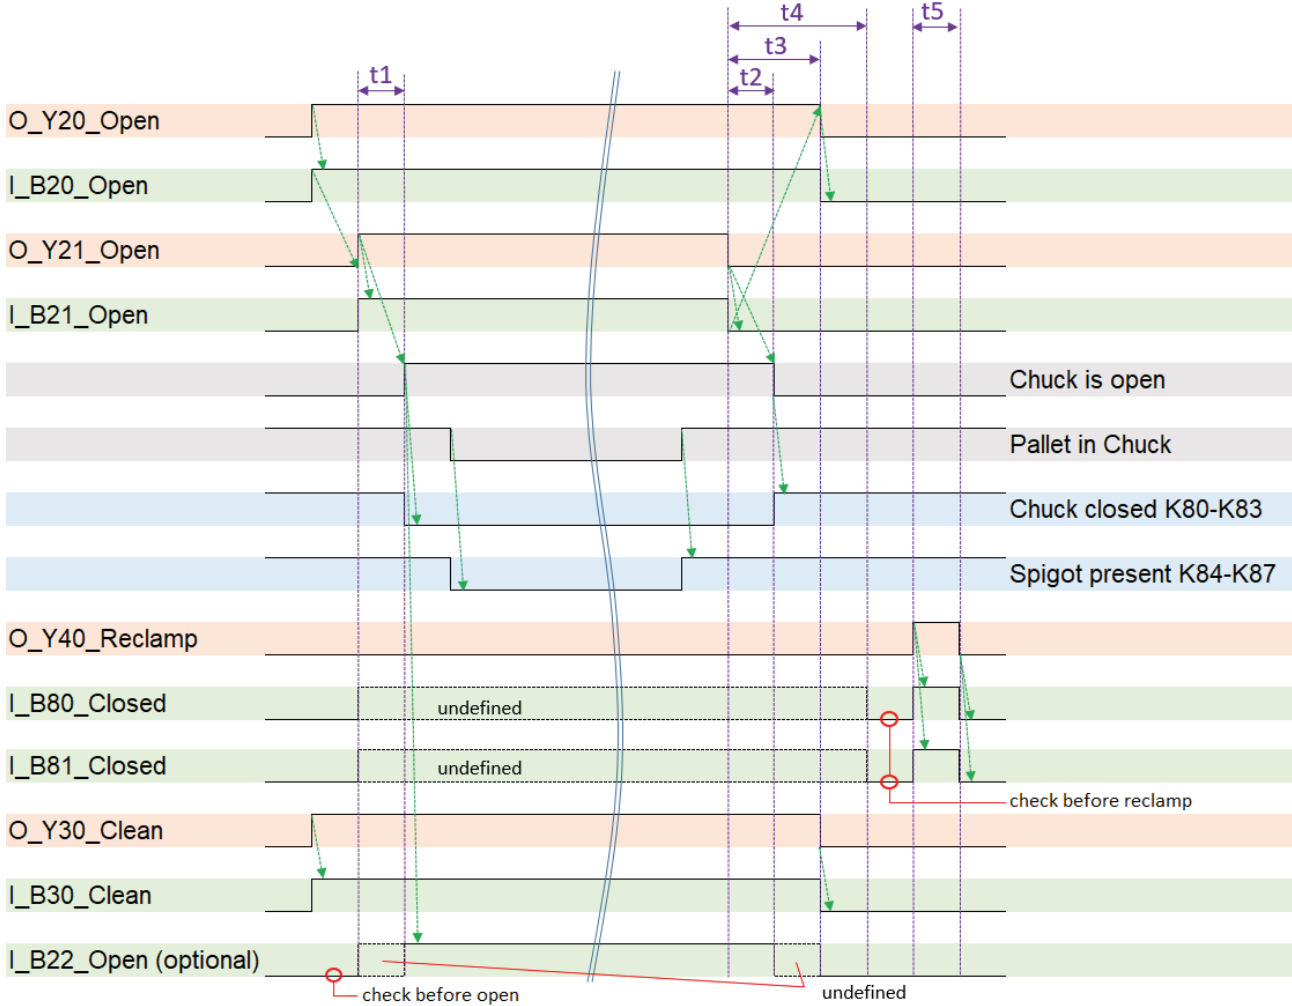 t4
t5
t3
t1
t2
O_Y20_Open
I_B20_Open
O_Y21_Open
I_B21_Open
Chuck is open
Pallet in Chuck
Chuck closed K80-K83
Spigot present K84-K87
O_Y40_Reclamp
I_B80_Closed
undefined
I_B81_Closed
undefined
check before reclamp
O_Y30_Clean
I_B30_Clean
I_B22_Open (optional)
check before open
undefined